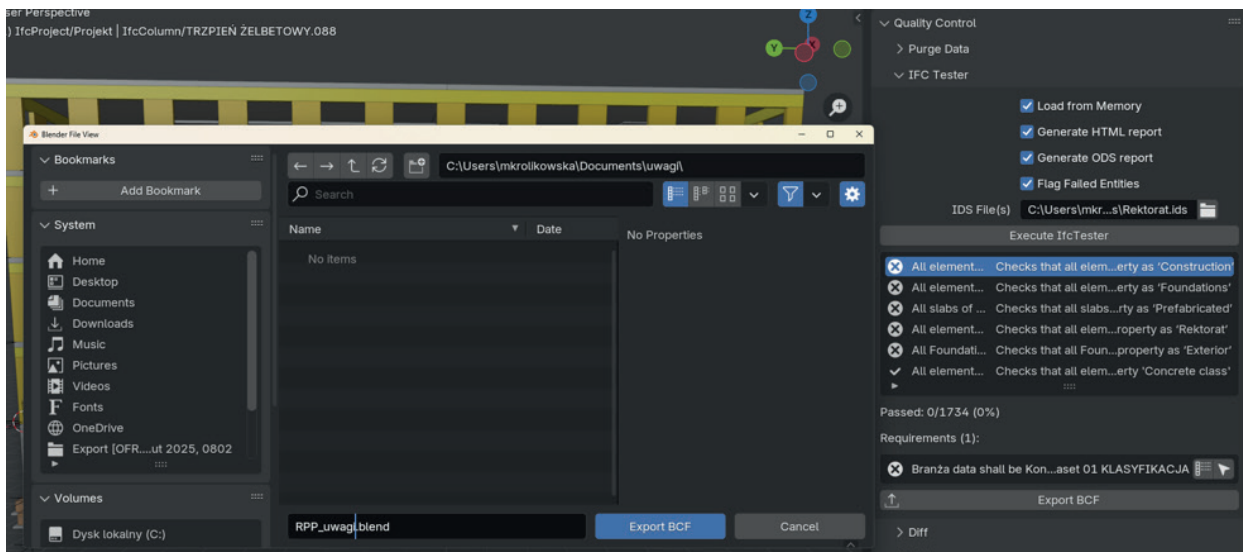 ser Perspective
) IfcProject/Projekt | IfcColumn/TRZPIEŃ ŻELBETOWY.088
Z
Y
X
Blender File View
Bookmarks
Add Bookmark
System
Home
Desktop
Documents
Downloads
Music
Pictures
Videos
Fonts
OneDrive
Export [OFR....ut 2025, 0802
Volumes
Dysk lokalny (C:)
C:\Users\mkrolikowska\Documents\uwagi\
Search
Name Date
No items
No Properties
RPP_uwagi.blend
Export BCF
Cancel
Quality Control
Purge Data
IFC Tester
Load from Memory
Generate HTML report
Generate ODS report
Flag Failed Entities
IDS File(s) C:\Users\mkr...s\Rektorat.ids
Execute IfcTester
All element... Checks that all elem...erty as 'Construction'
All element... Checks that all elem...erty as 'Foundations'
All slabs of ... Checks that all slabs...rty as 'Prefabricated'
All element... Checks that all elem...roperty as 'Rektorat'
All Foundati... Checks that all Foun...property as 'Exterior'
All element... Checks that all elem...erty 'Concrete class'
Passed: 0/1734 (0%)
Requirements (1):
Branża data shall be Kon...aset 01 KLASYFIKACJA
Export BCF
Diff